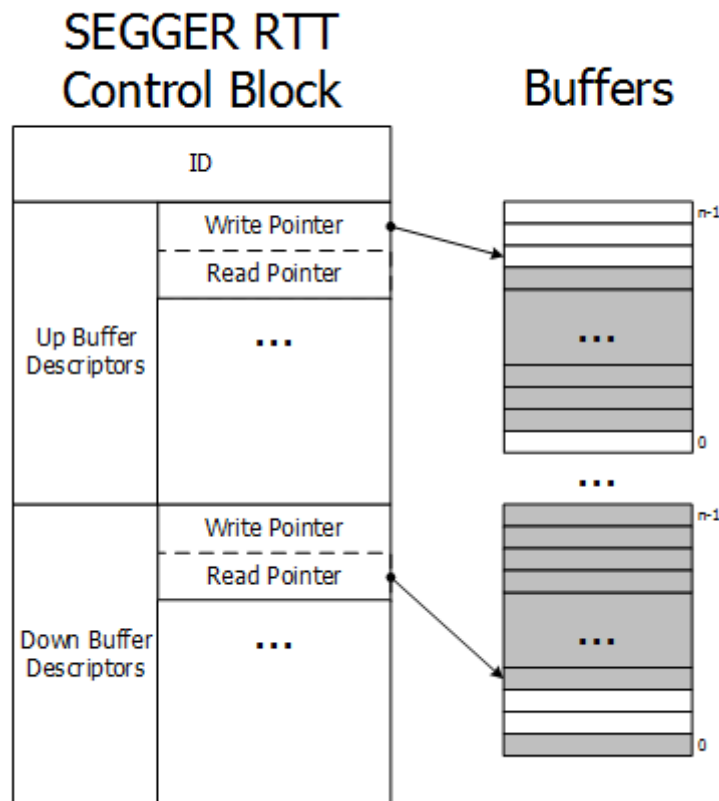 SEGGER RTT
Control Block
Buffers
ID
Write Pointer
n-1
Read Pointer
Up Buffer
Descriptors
...
...
0
...
Write Pointer
n-1
Read Pointer
Down Buffer
Descriptors
...
...
0